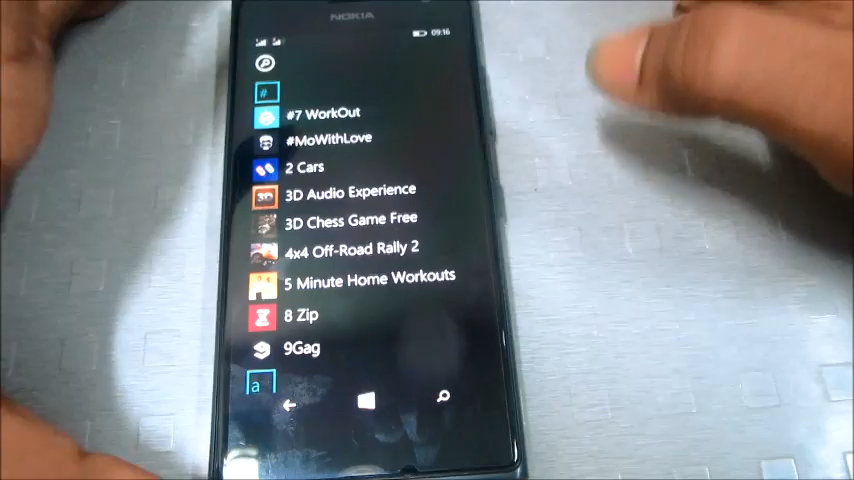 NOKIA
09:16
#
#7 WorkOut
#MoWithLove
2 Cars
3D
3D Audio Experience
3D Chess Game Free
4x4 Off-Road Rally 2
5 Minute Home Workouts
8 Zip
9Gag
a